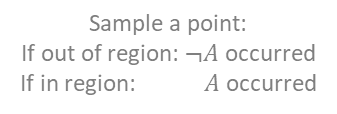 Sample a point:
If out of region: ¬A occurred
If in region: A occurred